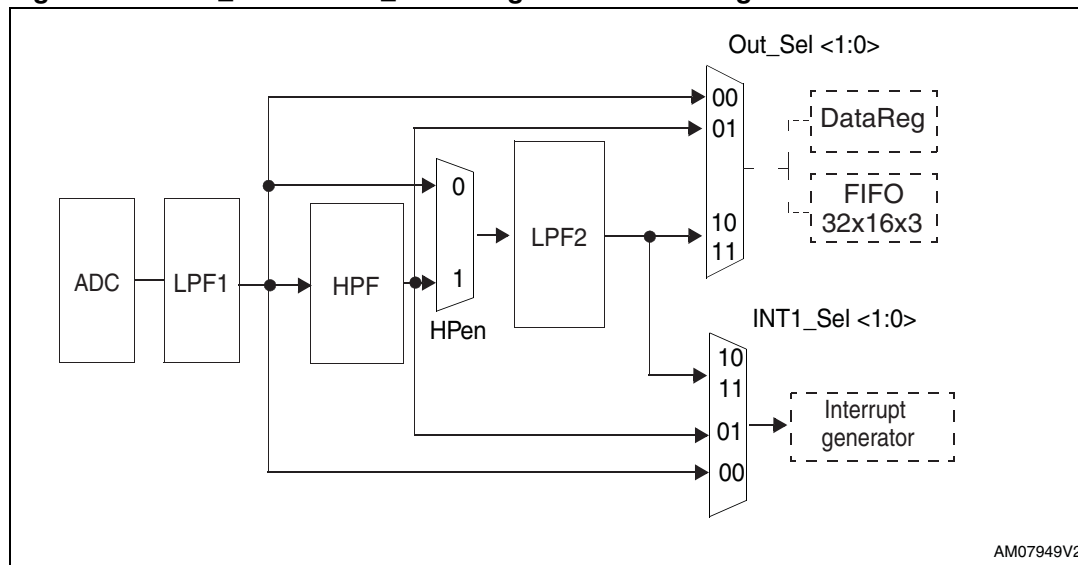 Out_Sel <1:0>
00
01
DataReg
0
FIFO
32x16x3
LPF2
10
11
ADC
LPF1
HPF
1
HPen
INT1_Sel <1:0>
10
11
01
00
Interrupt
generator
AM07949V2